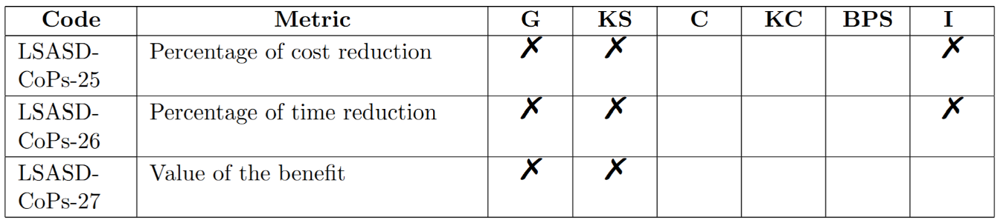 Code Metric G KS C KC BPS I
LSASD- Percentage of cost reduction ✗ ✗ ✗
CoPs-25
LSASD- Percentage of time reduction ✗ ✗ ✗
CoPs-26
LSASD- Value of the benefit ✗ ✗
CoPs-27